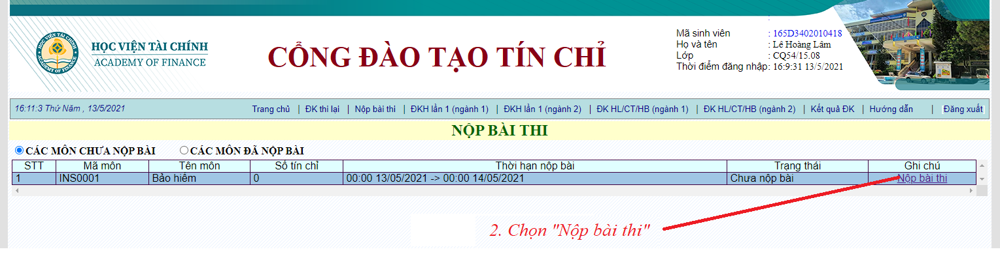 HỌC VIỆN TÀI CHÍNH
ACADEMY OF FINANCE
CỔNG ĐÀO TẠO TÍN CHỈ
Mã sinh viên : 165D3402010418
Họ và tên : Lê Hoàng Lâm
Lớp : CQ54/15.08
Thời điểm đăng nhập: 16:9:31 13/5/2021
16:11:3 Thứ Năm , 13/5/2021 Trang chủ | ĐK thi lại | Nộp bài thi | ĐKH lần 1 (ngành 1) | ĐKH lần 1 (ngành 2) | ĐK HL/CT/HB (ngành 1) | ĐK HL/CT/HB (ngành 2) | Kết quả ĐK | Hướng dẫn | Đăng xuất
NỘP BÀI THI
CÁC MÔN CHƯA NỘP BÀI CÁC MÔN ĐÃ NỘP BÀI
STT Mã môn Tên môn Số tín chỉ Thời hạn nộp bài Trạng thái Ghi chú
1 INS0001 Bảo hiểm 0 00:00 13/05/2021 -> 00:00 14/05/2021 Chưa nộp bài Nộp bài thi
2. Chọn "Nộp bài thi"